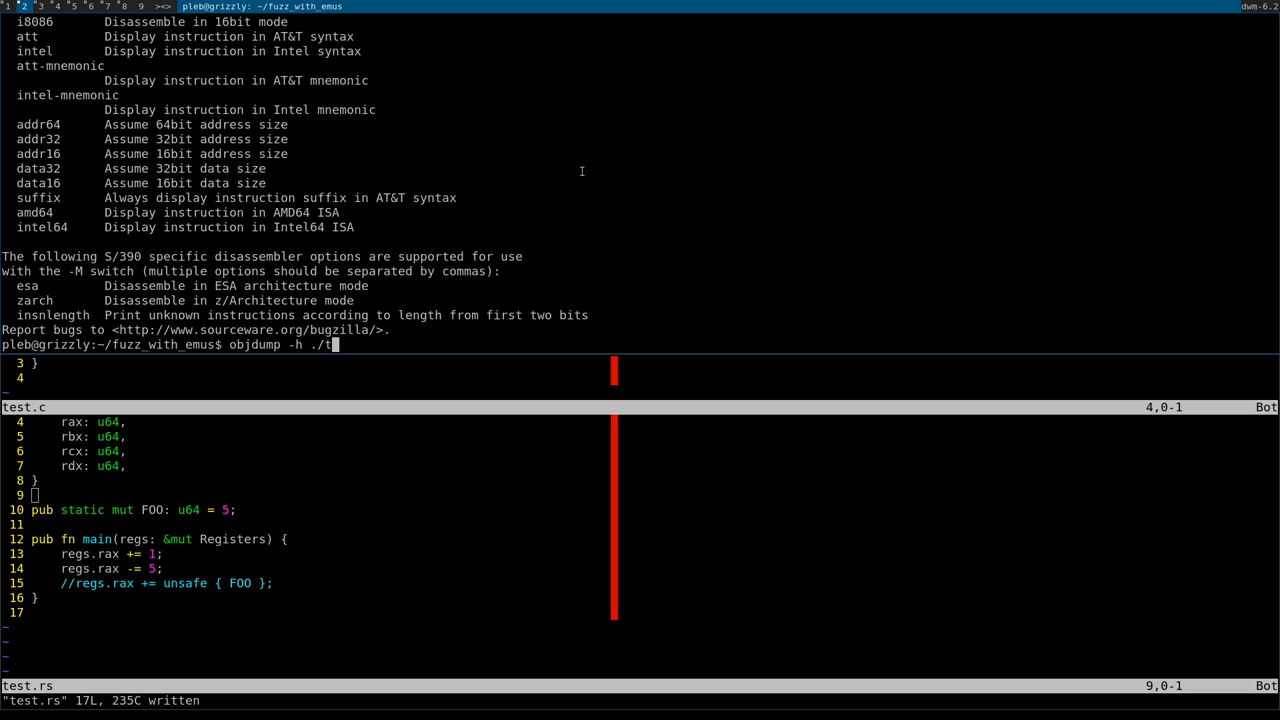 1 2 3 4 5 6 7 8 9 ><> pleb@grizzly: ~/fuzz_with_emus dwm-6.2
i8086 Disassemble in 16bit mode
att Display instruction in AT&T syntax
intel Display instruction in Intel syntax
att-mnemonic
Display instruction in AT&T mnemonic
intel-mnemonic
Display instruction in Intel mnemonic
addr64 Assume 64bit address size
addr32 Assume 32bit address size
addr16 Assume 16bit address size
data32 Assume 32bit data size
data16 Assume 16bit data size
suffix Always display instruction suffix in AT&T syntax
amd64 Display instruction in AMD64 ISA
intel64 Display instruction in Intel64 ISA
The following S/390 specific disassembler options are supported for use
with the -M switch (multiple options should be separated by commas):
esa Disassemble in ESA architecture mode
zarch Disassemble in z/Architecture mode
insnlength Print unknown instructions according to length from first two bits
Report bugs to <http://www.sourceware.org/bugzilla/>.
pleb@grizzly:~/fuzz_with_emus$ objdump -h ./t
3 }
4
~
test.c 4,0-1 Bot
4 rax: u64,
5 rbx: u64,
6 rcx: u64,
7 rdx: u64,
8 }
9
10 pub static mut FOO: u64 = 5;
11
12 pub fn main(regs: &mut Registers) {
13 regs.rax += 1;
14 regs.rax -= 5;
15 //regs.rax += unsafe { FOO };
16 }
17
~
~
~
~
test.rs 9,0-1 Bot
"test.rs" 17L, 235C written